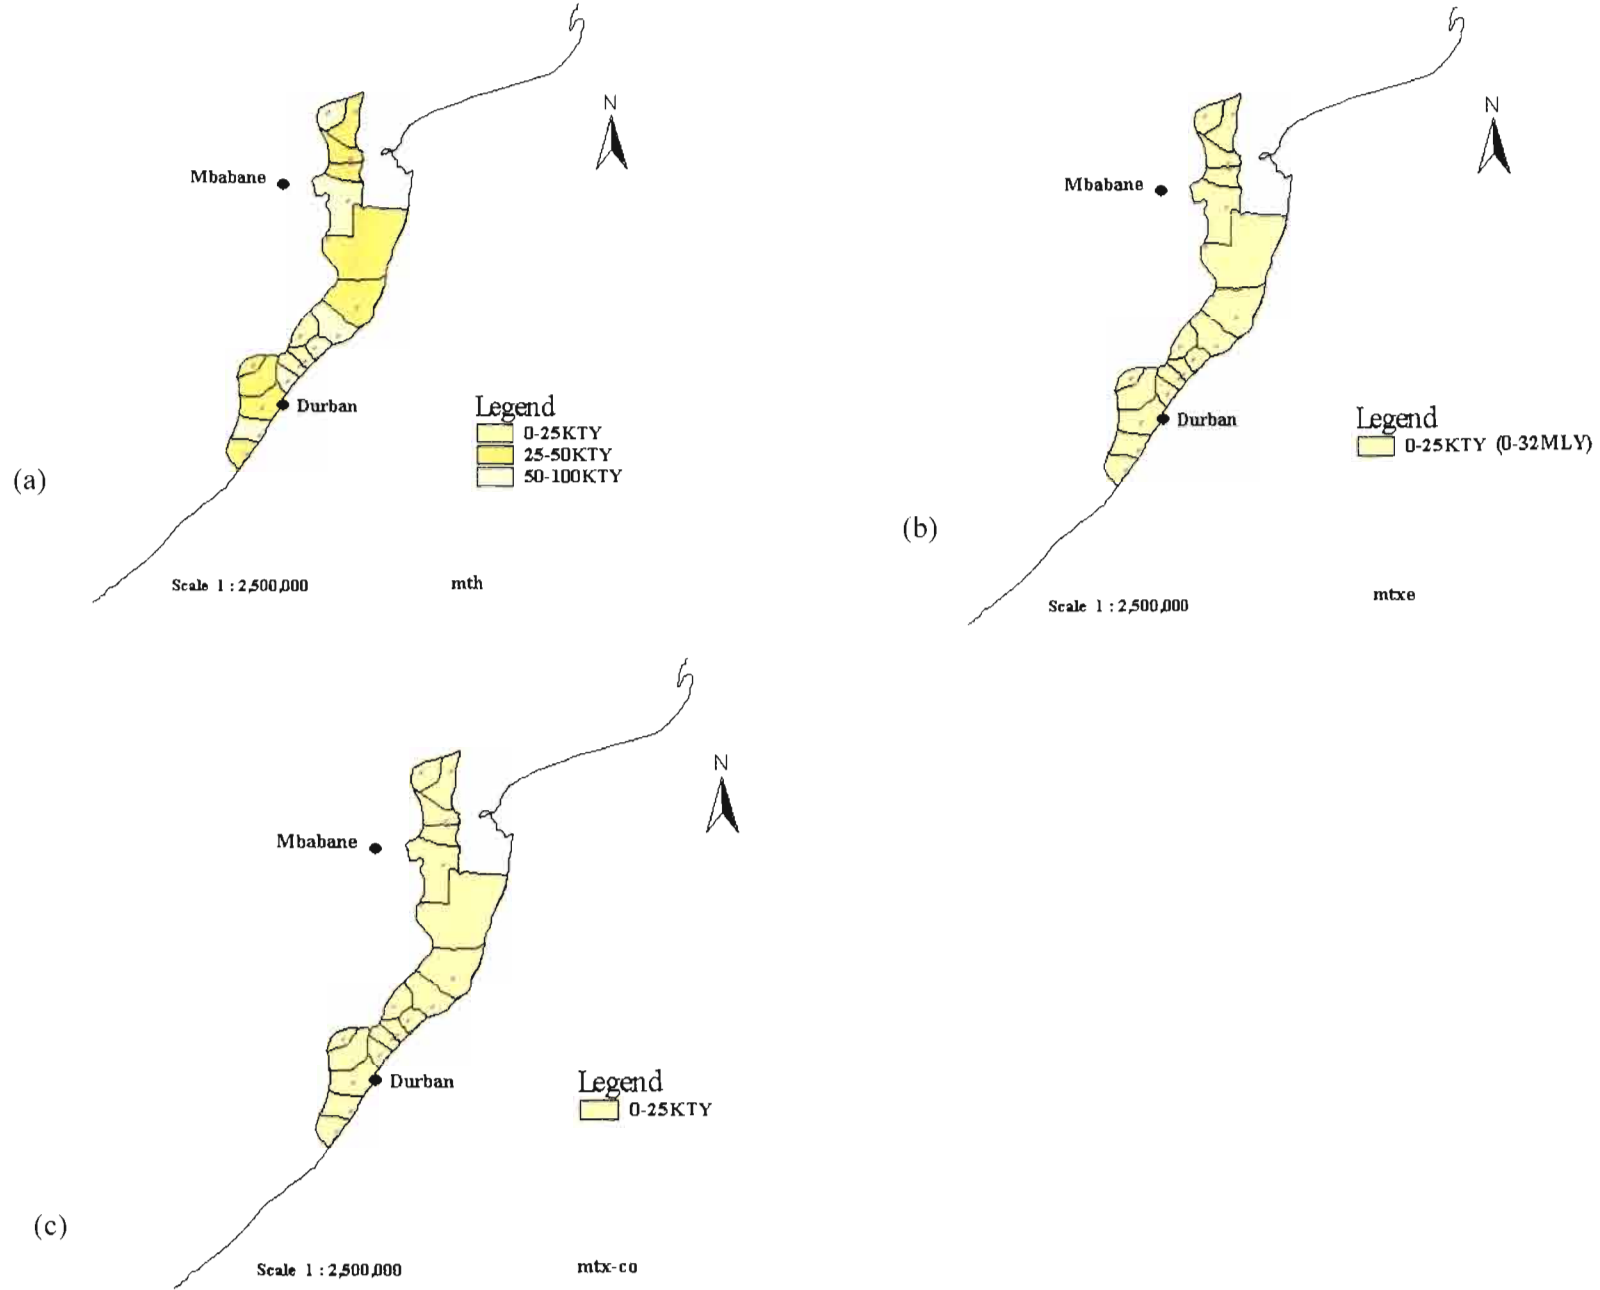 N
Mbabane
Durban
Legend
0-25KTY
25-50KTY
50-100KTY
(a)
Scale 1 : 2,500,000
mth
N
Mbabane
Durban
Legend
0-25KTY (0-32MLY)
(b)
Scale 1 : 2,500,000
mtxe
N
Mbabane
Durban
Legend
0-25KTY
(c)
Scale 1 : 2,500,000
mtx-co